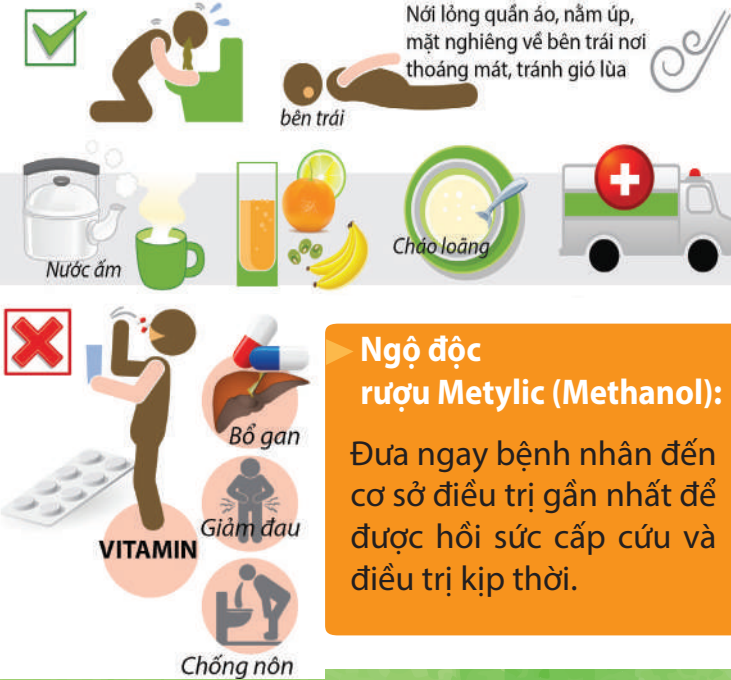 Nới lỏng quần áo, nằm úp,
mặt nghiêng về bên trái nơi
thoáng mát, tránh gió lùa
bên trái
Nước ấm
Cháo loãng
Bổ gan
Giảm đau
VITAMIN
Chống nôn
Ngộ độc
rượu Metylic (Methanol):
Đưa ngay bệnh nhân đến
cơ sở điều trị gần nhất để
được hồi sức cấp cứu và
điều trị kịp thời.